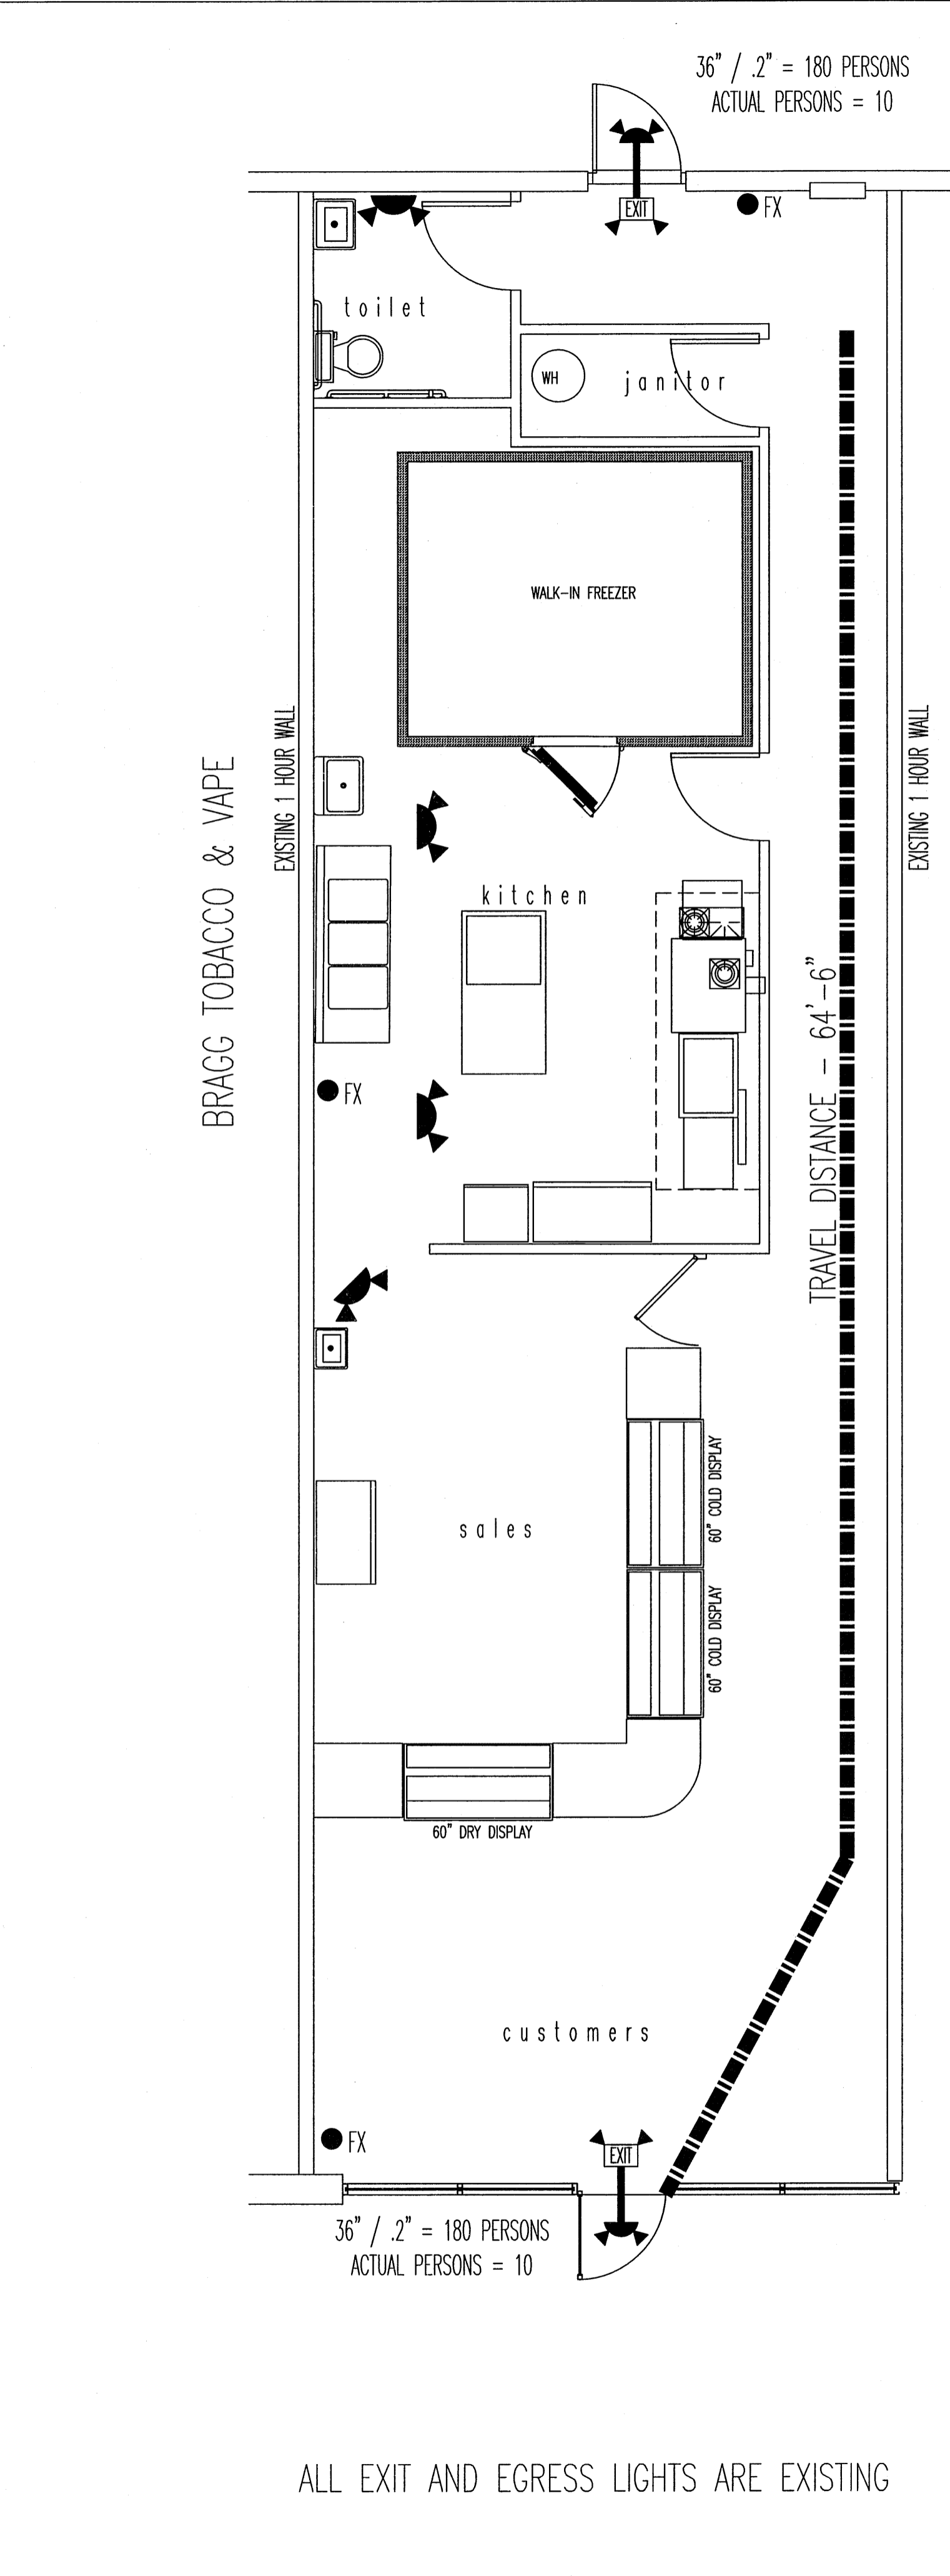 36" / .2" = 180 PERSONS
ACTUAL PERSONS = 10
EXIT
FX
toilet
WH
janitor
WALK-IN FREEZER
EXISTING 1 HOUR WALL
EXISTING 1 HOUR WALL
BRAGG TOBACCO & VAPE
kitchen
TRAVEL DISTANCE - 64'-6"
FX
60" COLD DISPLAY
sales
60" COLD DISPLAY
60" DRY DISPLAY
customers
FX
EXIT
36" / .2" = 180 PERSONS
ACTUAL PERSONS = 10
ALL EXIT AND EGRESS LIGHTS ARE EXISTING